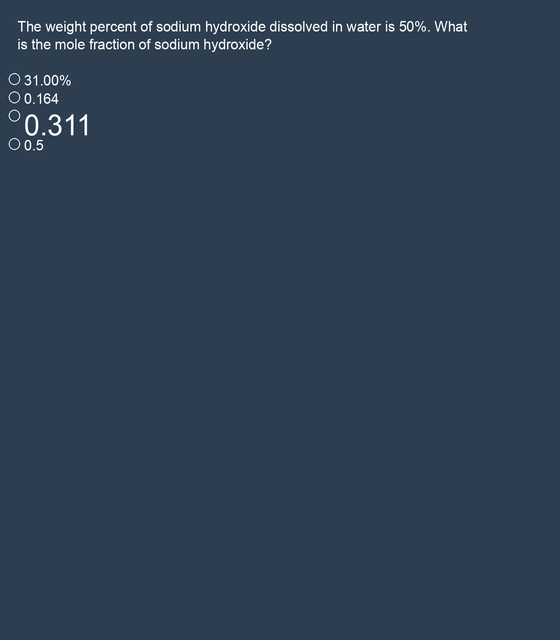 The weight percent of sodium hydroxide dissolved in water is 50%. What
is the mole fraction of sodium hydroxide?
31.00%
0.164
0.311
0.5